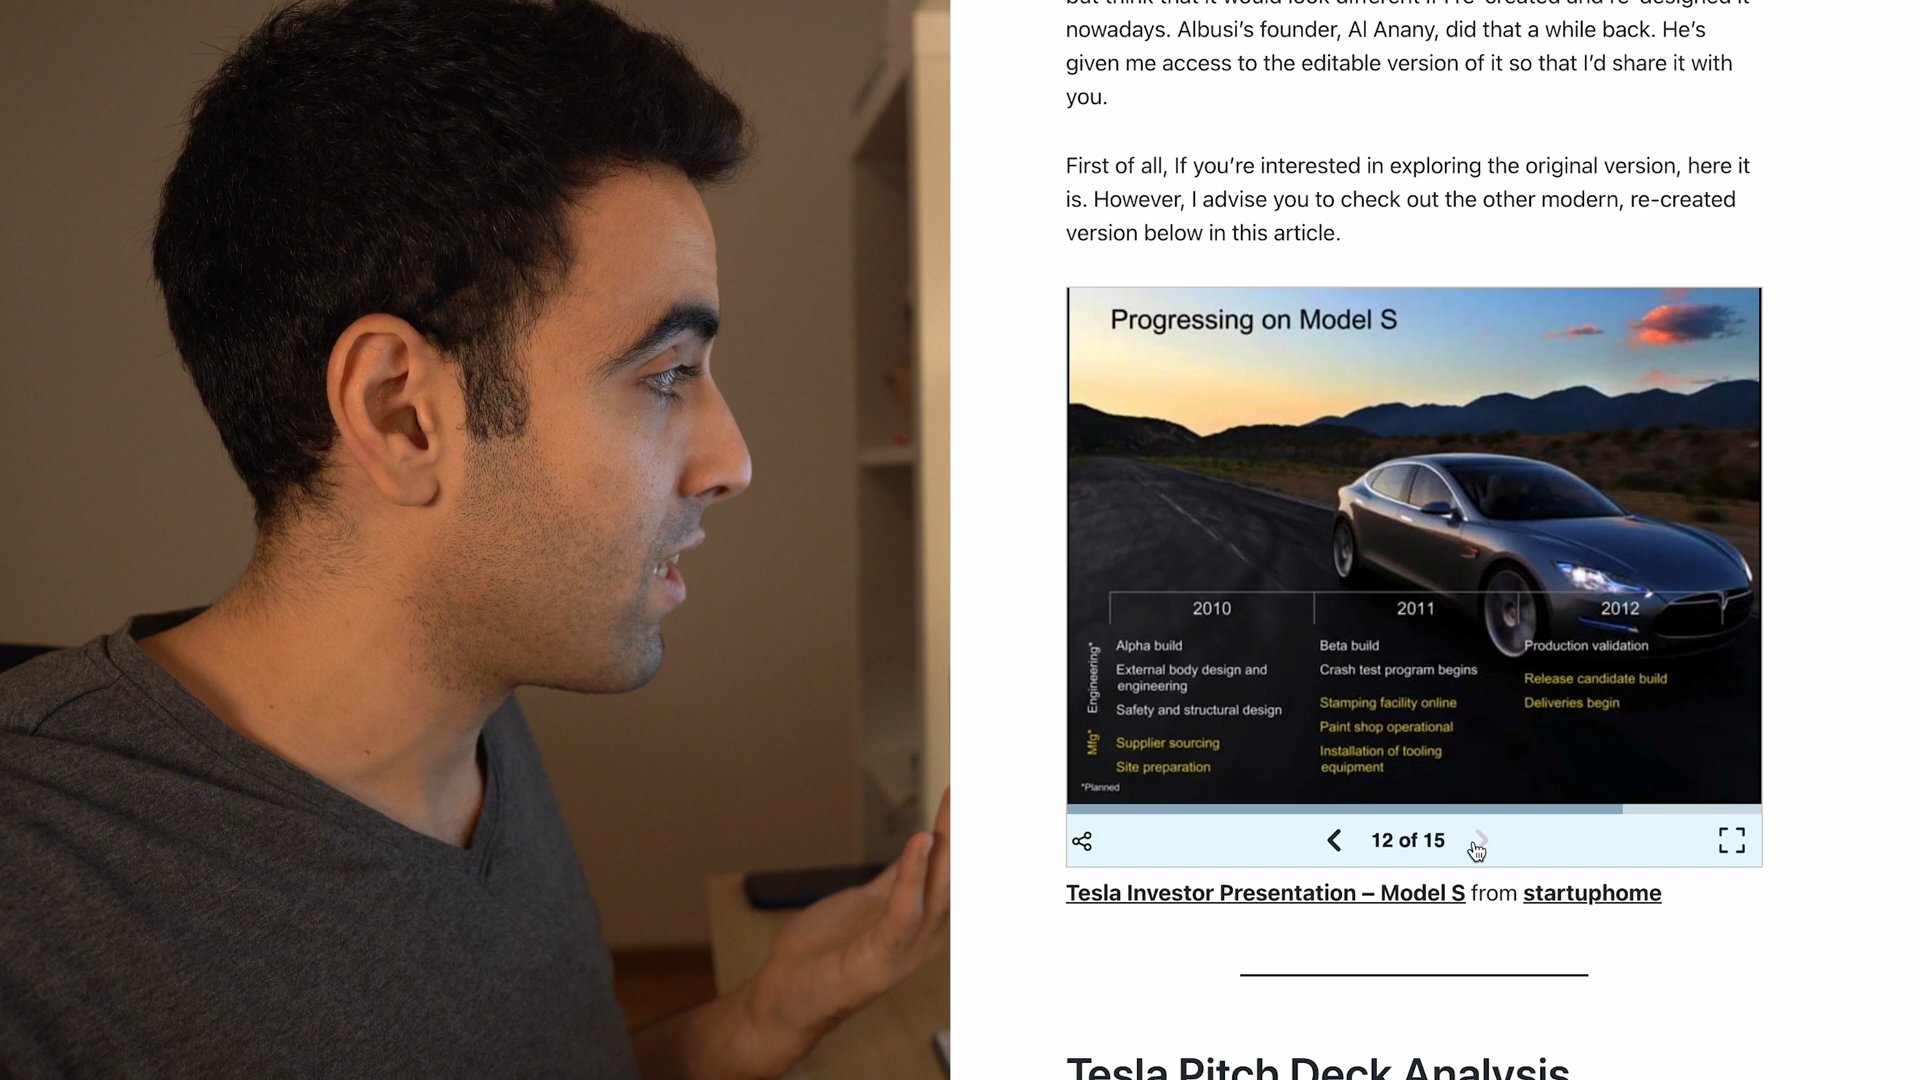 nowadays. Albusi’s founder, Al Anany, did that a while back. He’s
given me access to the editable version of it so that I’d share it with
you.
First of all, If you’re interested in exploring the original version, here it
is. However, I advise you to check out the other modern, re-created
version below in this article.
Progressing on Model S
2010
2011
2012
Engineering*
Alpha build
External body design and
engineering
Safety and structural design
Beta build
Crash test program begins
Production validation
Mfg*
Supplier sourcing
Site preparation
Stamping facility online
Paint shop operational
Installation of tooling
equipment
Release candidate build
Deliveries begin
*Planned
12 of 15
Tesla Investor Presentation – Model S from startuphome
Tesla Pitch Deck Analysis